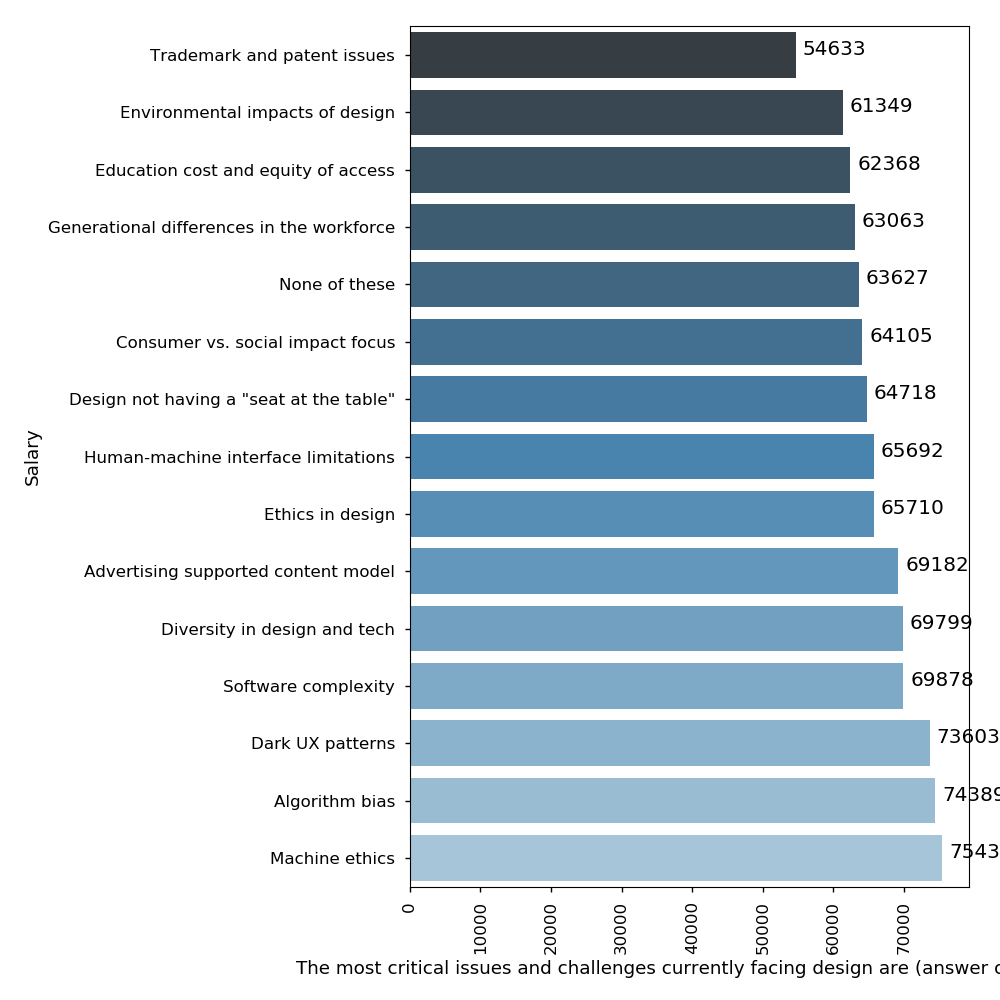 Trademark and patent issues 54633
Environmental impacts of design 61349
Education cost and equity of access 62368
Generational differences in the workforce 63063
None of these 63627
Consumer vs. social impact focus 64105
Design not having a "seat at the table" 64718
Human-machine interface limitations 65692
Ethics in design 65710
Advertising supported content model 69182
Diversity in design and tech 69799
Software complexity 69878
Dark UX patterns 73603
Algorithm bias 74389
Machine ethics 7543
Salary
0 10000 20000 30000 40000 50000 60000 70000
The most critical issues and challenges currently facing design are (answer